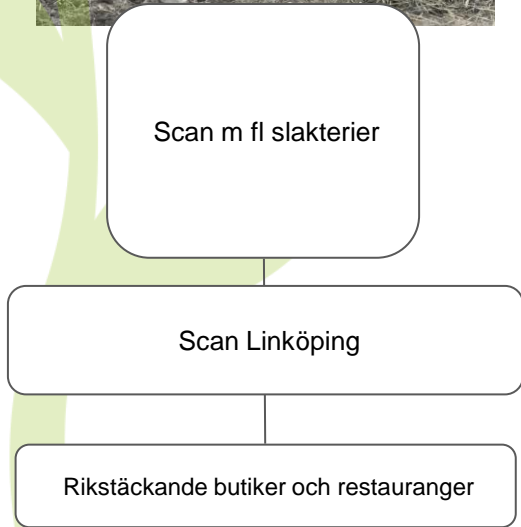 Scan m fl slakterier
Scan Linköping
Rikstäckande butiker och restauranger